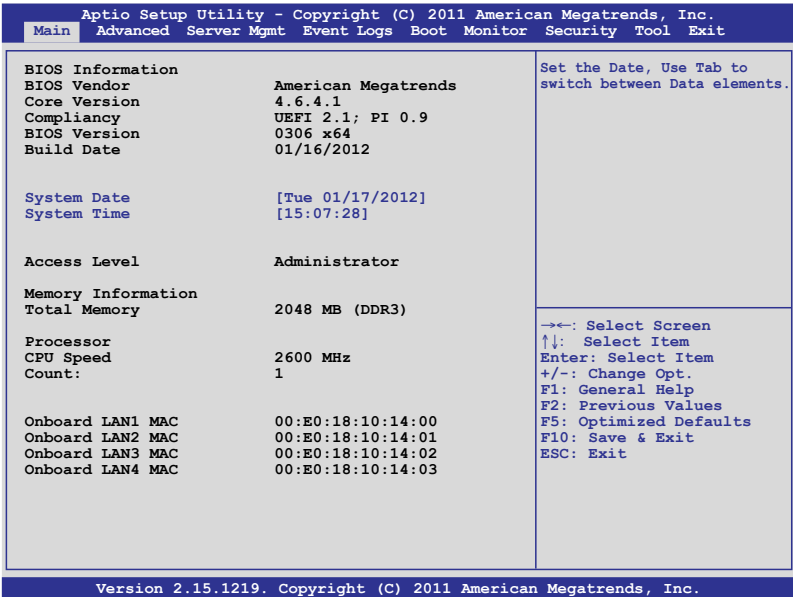 Aptio Setup Utility - Copyright (C) 2011 American Megatrends, Inc.
Main Advanced Server Mgmt Event Logs Boot Monitor Security Tool Exit
BIOS Information
BIOS Vendor American Megatrends
Core Version 4.6.4.1
Compliancy UEFI 2.1; PI 0.9
BIOS Version 0306 x64
Build Date 01/16/2012
System Date [Tue 01/17/2012]
System Time [15:07:28]
Access Level Administrator
Memory Information
Total Memory 2048 MB (DDR3)
Processor
CPU Speed 2600 MHz
Count: 1
Onboard LAN1 MAC 00:E0:18:10:14:00
Onboard LAN2 MAC 00:E0:18:10:14:01
Onboard LAN3 MAC 00:E0:18:10:14:02
Onboard LAN4 MAC 00:E0:18:10:14:03
Set the Date, Use Tab to
switch between Data elements.
→←: Select Screen
↑↓: Select Item
Enter: Select Item
+/-: Change Opt.
F1: General Help
F2: Previous Values
F5: Optimized Defaults
F10: Save & Exit
ESC: Exit
Version 2.15.1219. Copyright (C) 2011 American Megatrends, Inc.